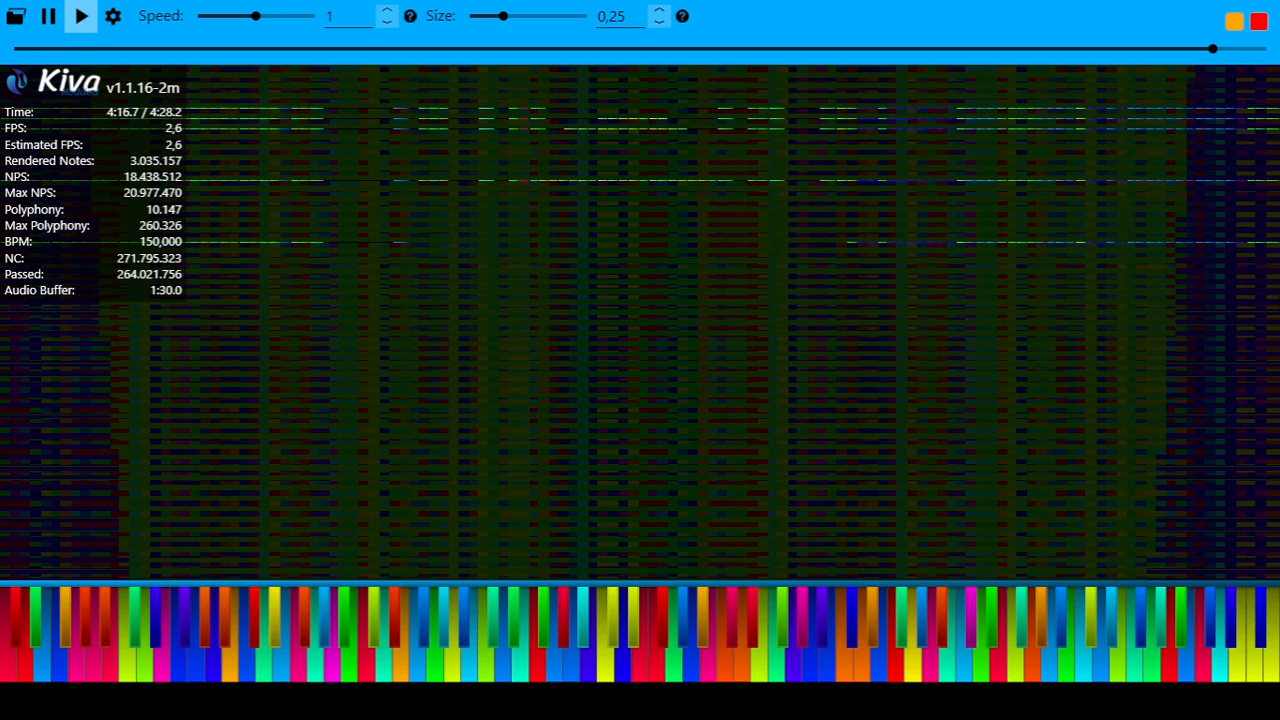 Speed: 1 Size: 0,25
Kiva v1.1.16-2m
Time: 4:16.7 / 4:28.2
FPS: 2,6
Estimated FPS: 2,6
Rendered Notes: 3.035.157
NPS: 18.438.512
Max NPS: 20.977.470
Polyphony: 10.147
Max Polyphony: 260.326
BPM: 150,000
NC: 271.795.323
Passed: 264.021.756
Audio Buffer: 1:30.0